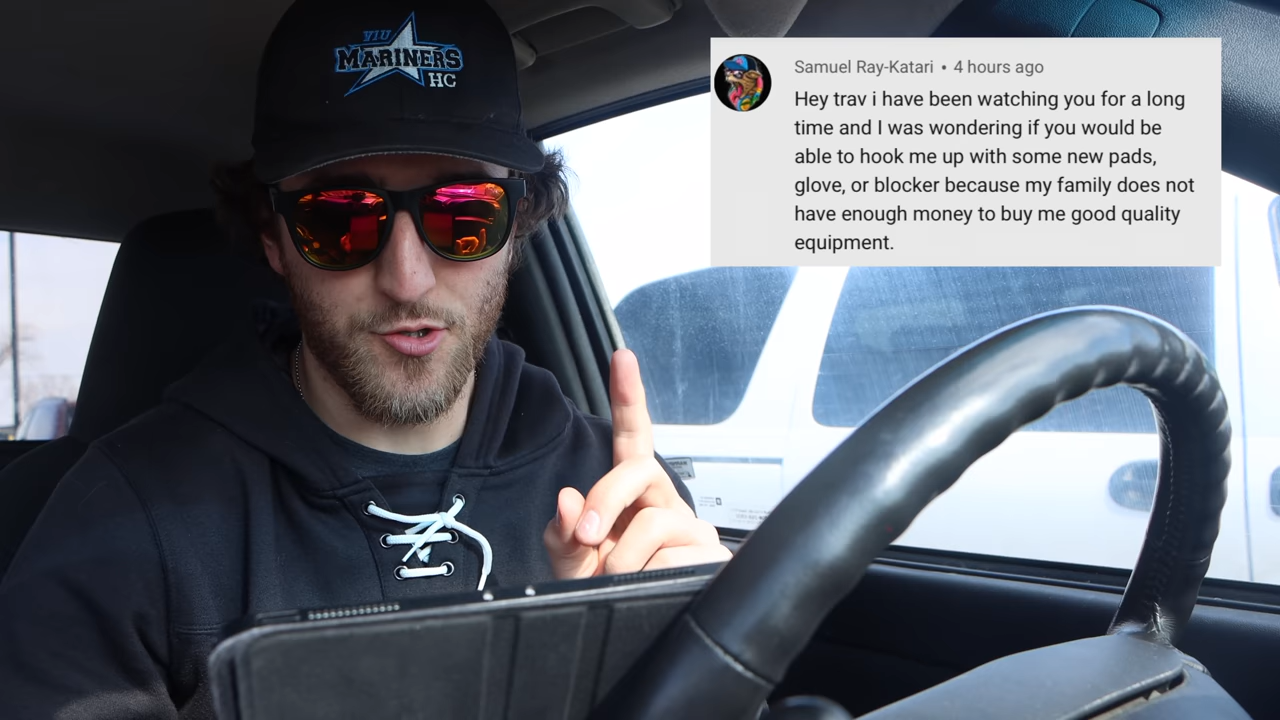 VIU
MARINERS
HC
Samuel Ray-Katari • 4 hours ago
Hey trav i have been watching you for a long
time and I was wondering if you would be
able to hook me up with some new pads,
glove, or blocker because my family does not
have enough money to buy me good quality
equipment.